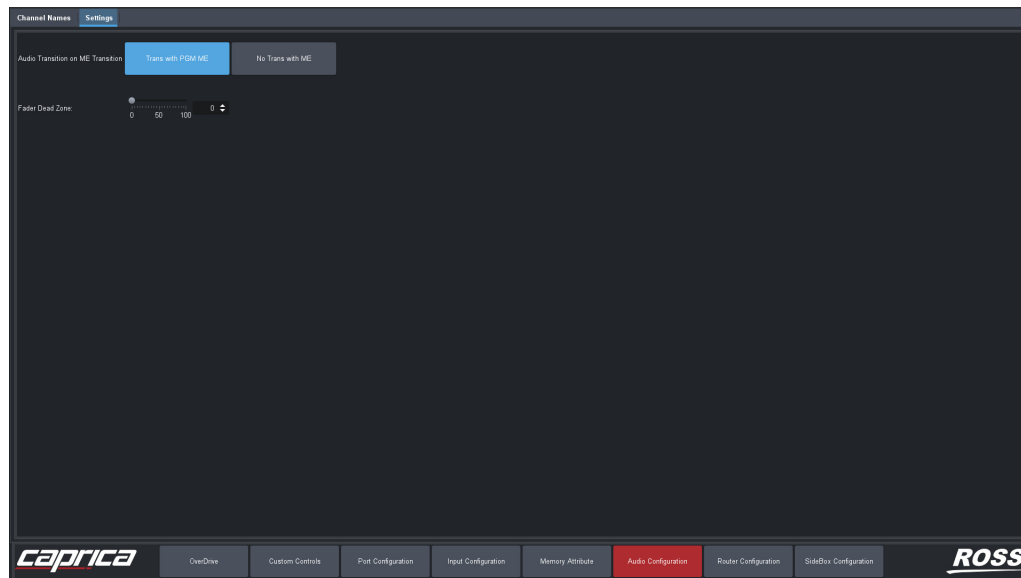 Channel Names Settings
Audio Transition on ME Transition Trans with PGM ME No Trans with ME
Fader Dead Zone: 0
0 50 100
caprica OverDrive Custom Controls Port Configuration Input Configuration Memory Attribute Audio Configuration Router Configuration SideBox Configuration ROSS